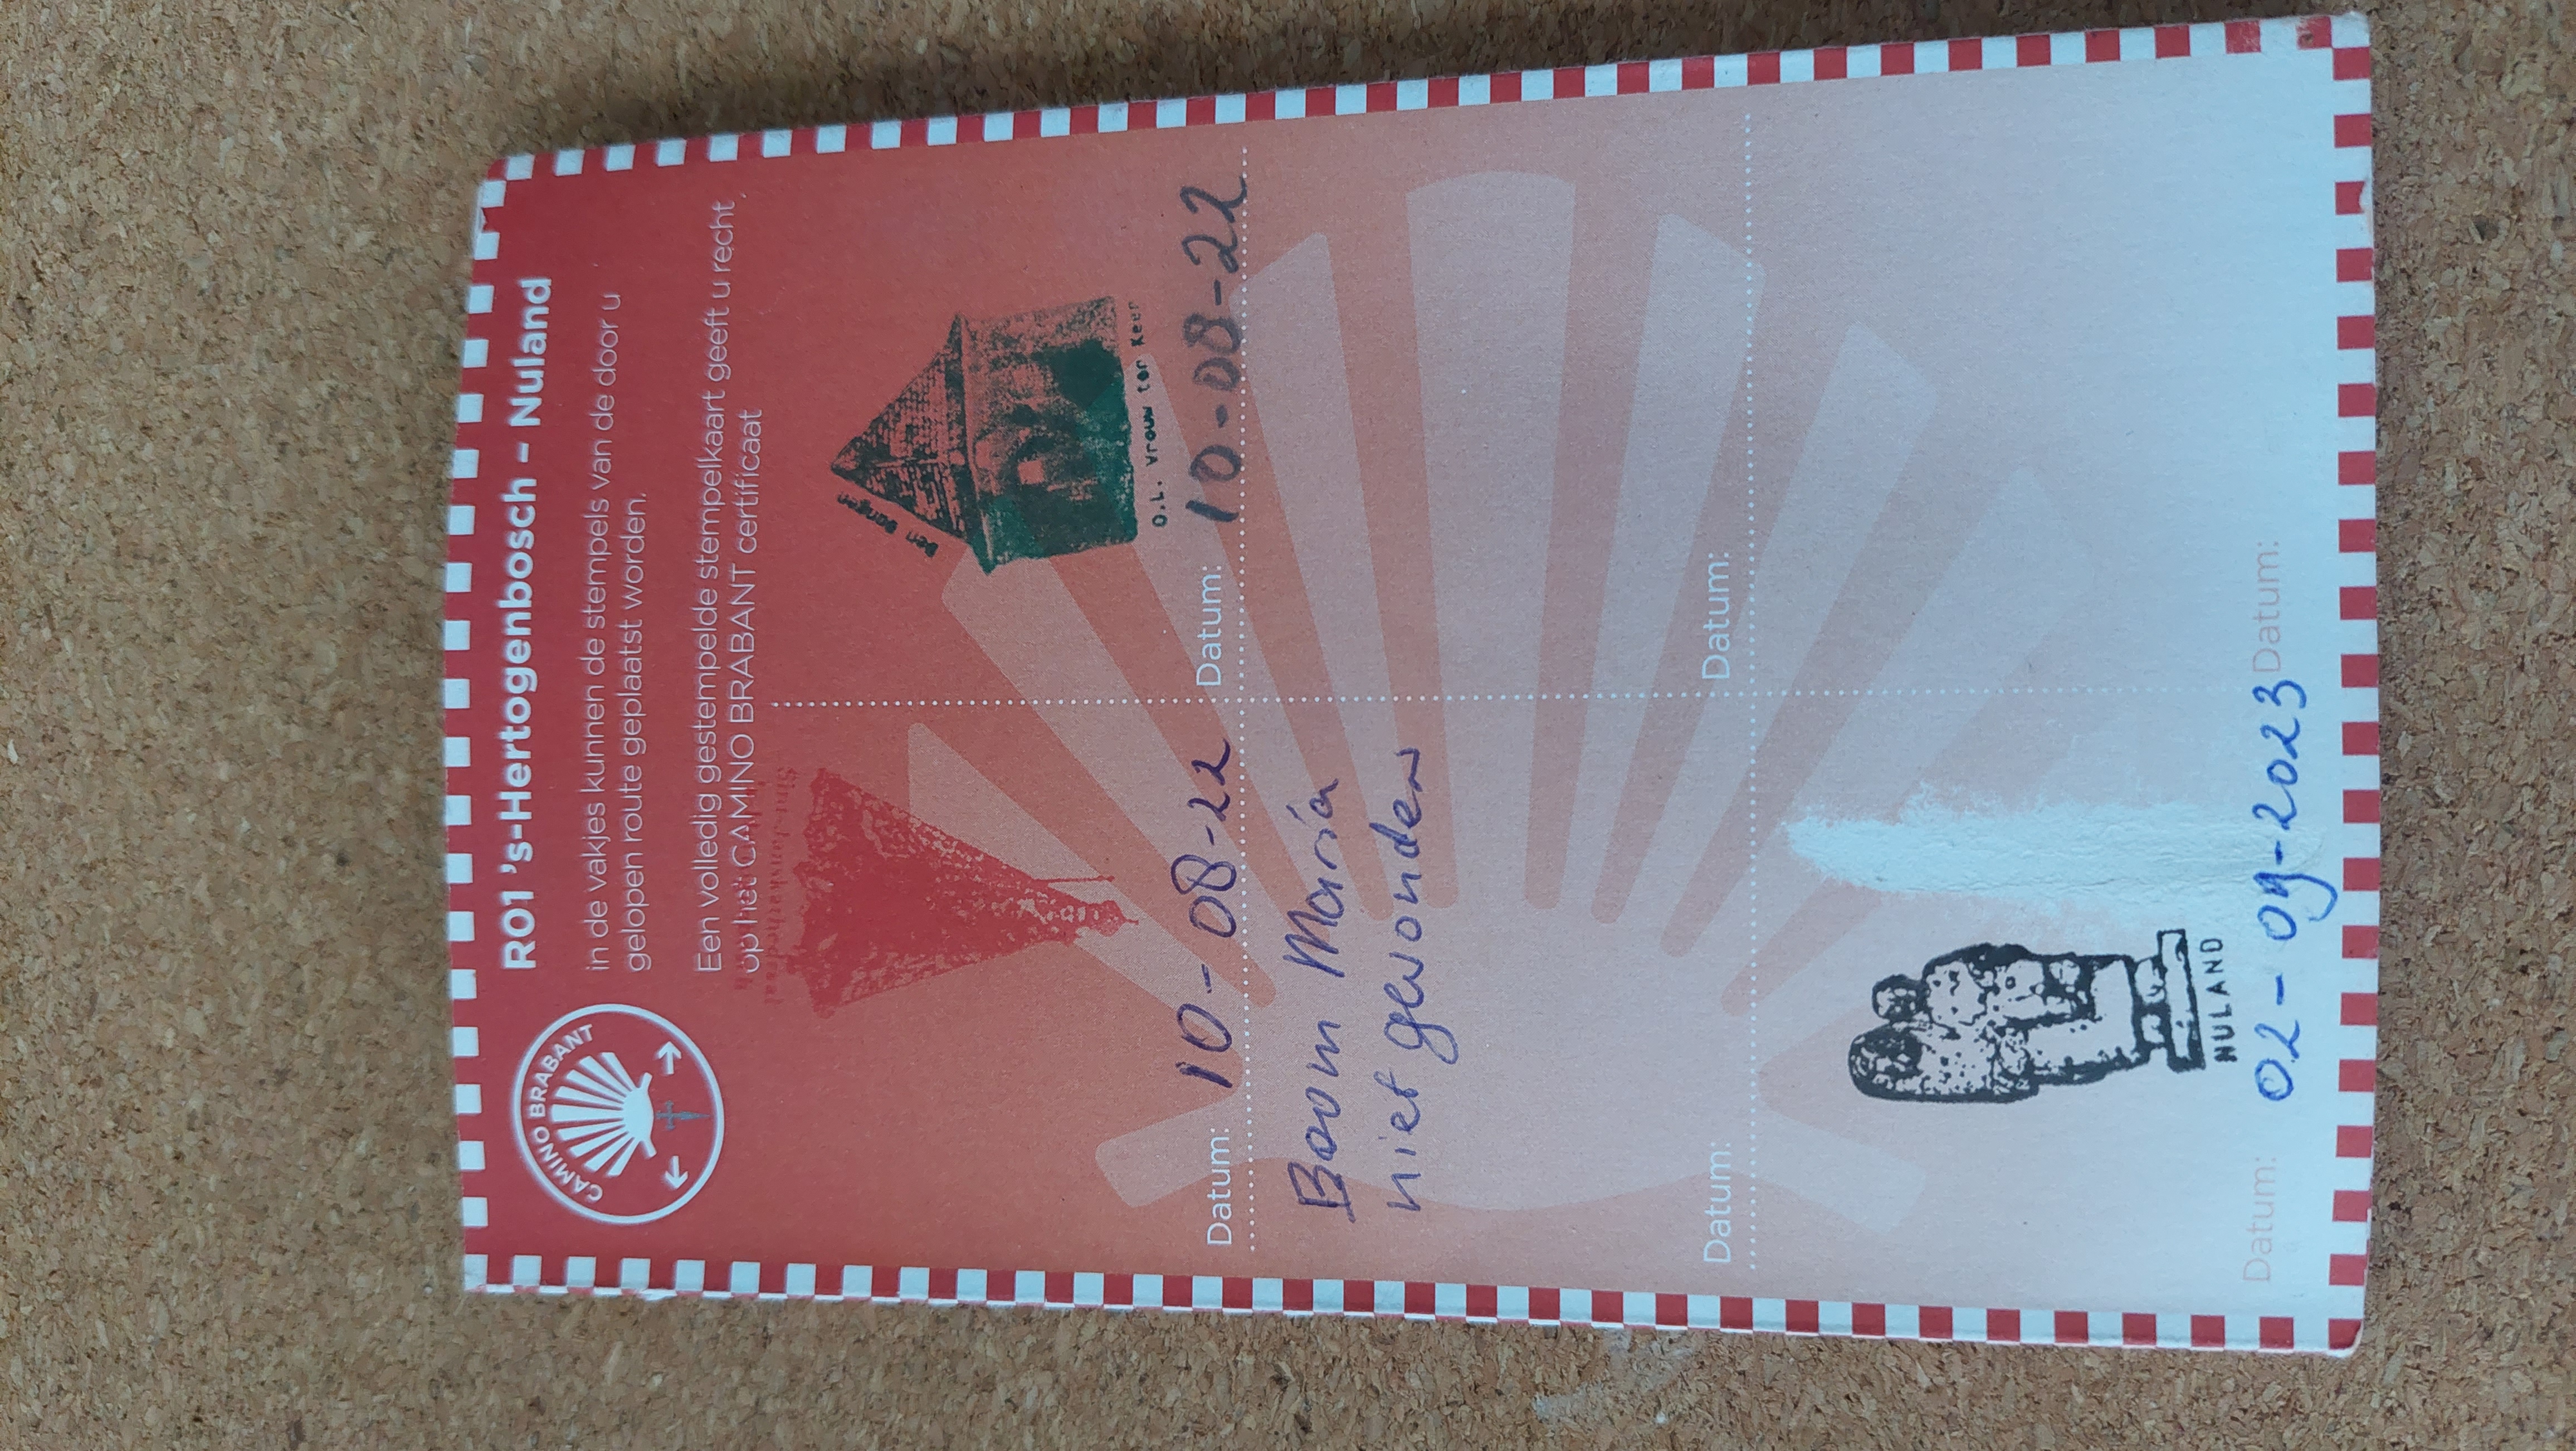 CAMINO BRABANT
R01 's-Hertogenbosch – Nuland
in de vakjes kunnen de stempels van de door u
gelopen route geplaatst worden.
Een volledig gestempelde stempelkaart geeft u recht
op het CAMINO BRABANT certificaat
Datum: 10-08-22
O.L. Vrouw ter Keur
Datum: 10-08-22
Boom Maria
niet gevonden
Datum:
Datum:
NULAND
Datum: 02-09-2023
Datum: